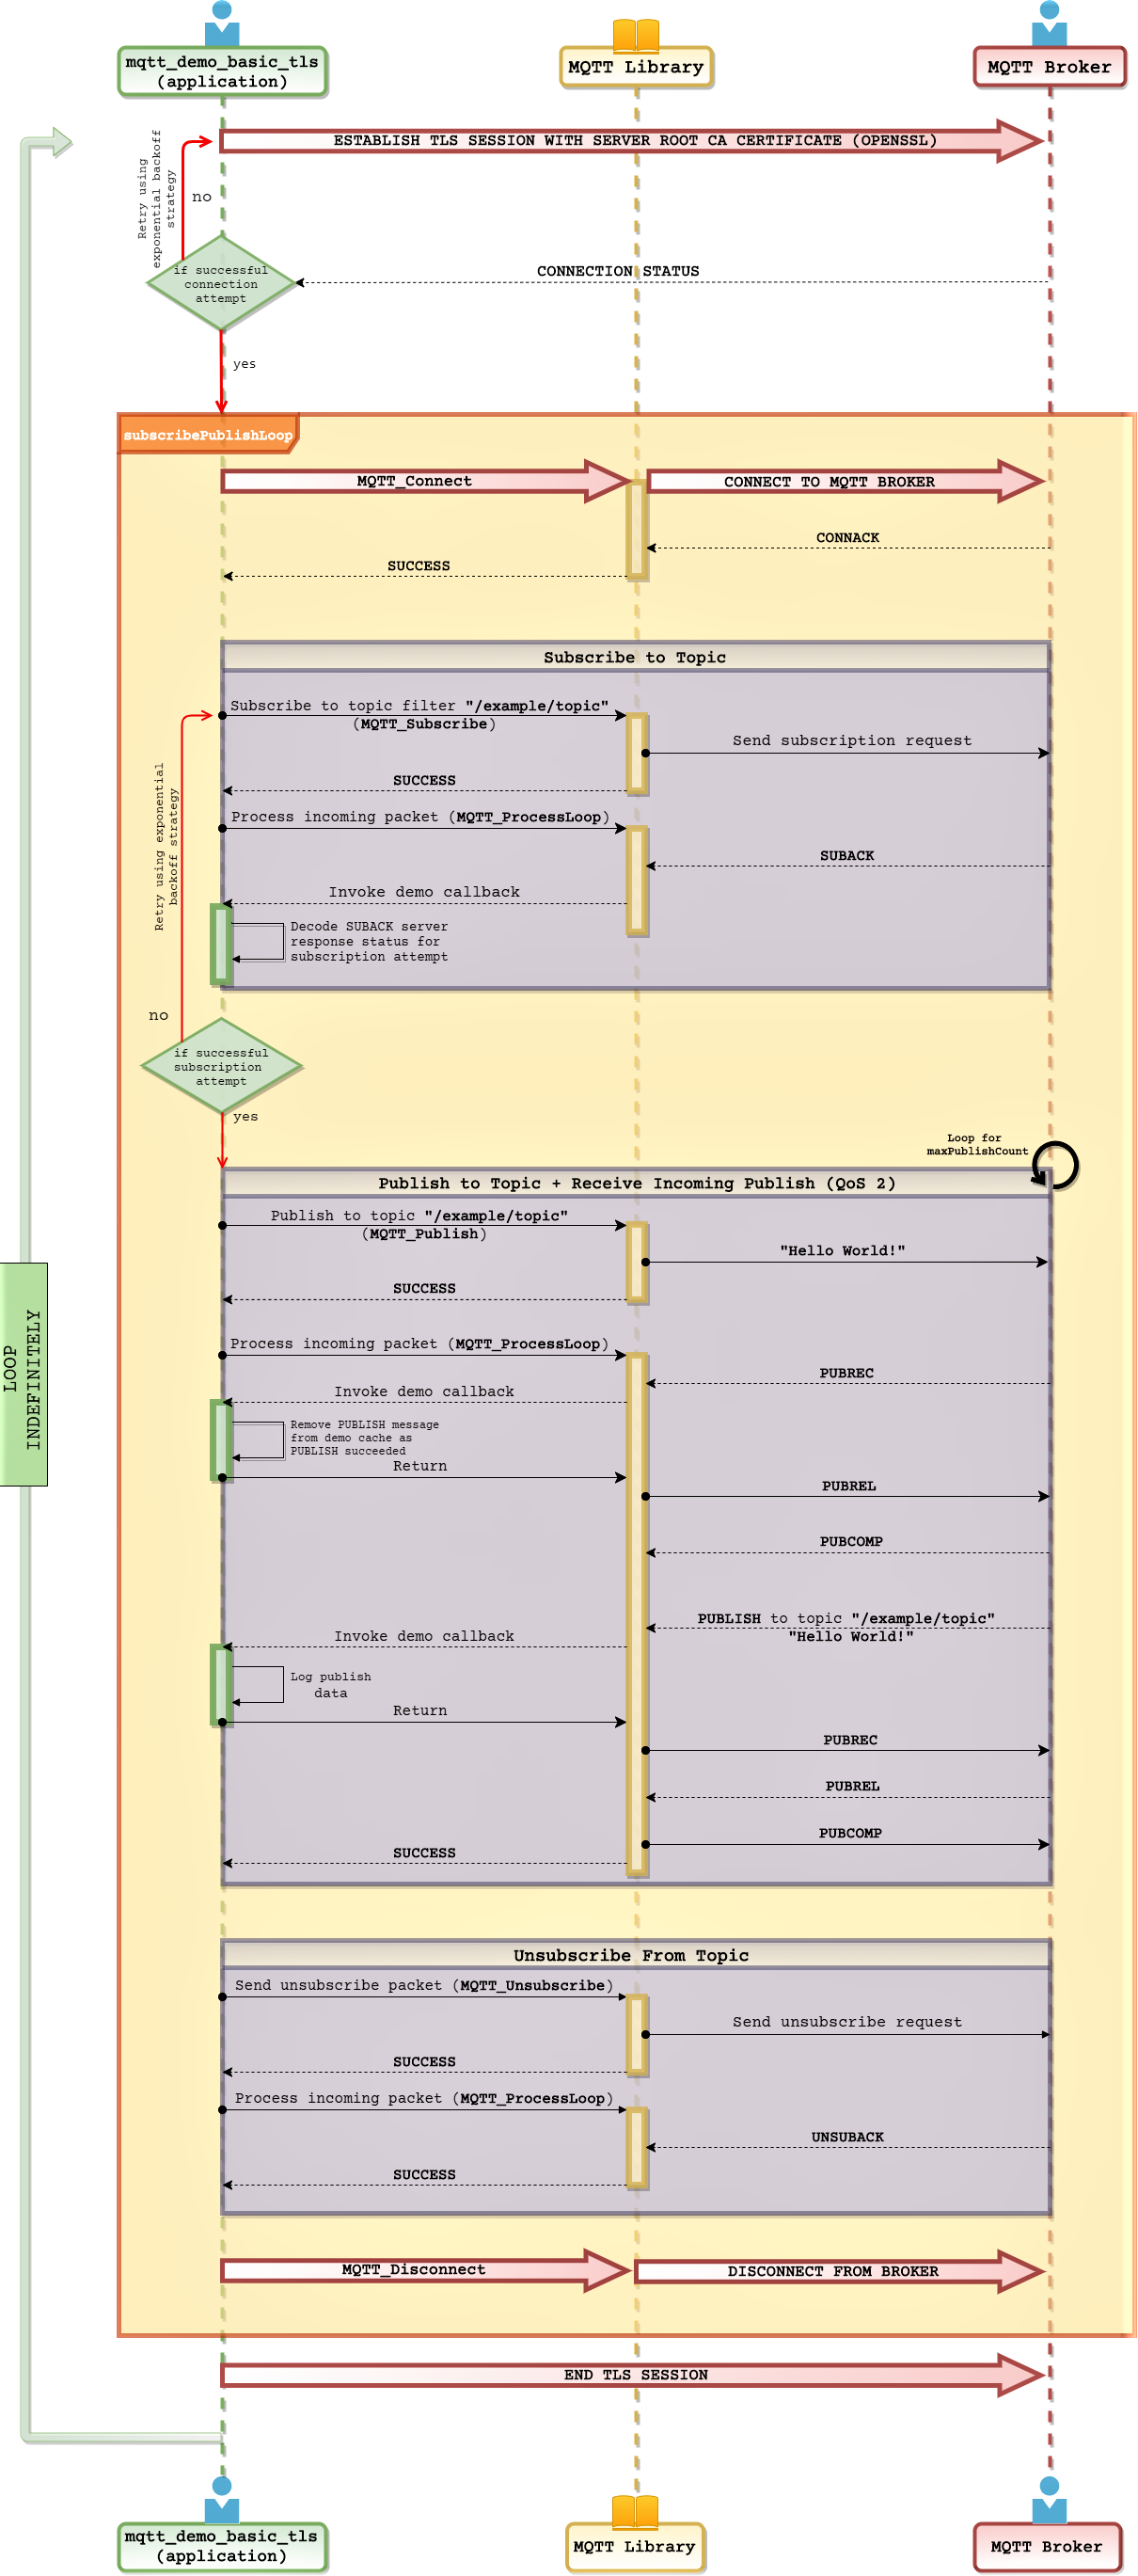 mqtt_demo_basic_tls
(application)
MQTT Library
MQTT Broker
ESTABLISH TLS SESSION WITH SERVER ROOT CA CERTIFICATE (OPENSSL)
Retry using
exponential backoff
strategy
no
CONNECTION STATUS
if successful
connection
attempt
yes
subscribePublishLoop
MQTT_Connect
CONNECT TO MQTT BROKER
CONNACK
SUCCESS
Subscribe to Topic
Subscribe to topic filter "/example/topic"
(MQTT_Subscribe)
Send subscription request
SUCCESS
Process incoming packet (MQTT_ProcessLoop)
SUBACK
Invoke demo callback
Decode SUBACK server
response status for
subscription attempt
Retry using exponential
backoff strategy
no
if successful
subscription
attempt
yes
Loop for
maxPublishCount
Publish to Topic + Receive Incoming Publish (QoS 2)
Publish to topic "/example/topic"
(MQTT_Publish)
"Hello World!"
SUCCESS
Process incoming packet (MQTT_ProcessLoop)
PUBREC
Invoke demo callback
Remove PUBLISH message
from demo cache as
PUBLISH succeeded
Return
PUBREL
PUBCOMP
PUBLISH to topic "/example/topic"
"Hello World!"
Invoke demo callback
Log publish
data
Return
PUBREC
PUBREL
PUBCOMP
SUCCESS
LOOP
INDEFINITELY
Unsubscribe From Topic
Send unsubscribe packet (MQTT_Unsubscribe)
Send unsubscribe request
SUCCESS
Process incoming packet (MQTT_ProcessLoop)
UNSUBACK
SUCCESS
MQTT_Disconnect
DISCONNECT FROM BROKER
END TLS SESSION
mqtt_demo_basic_tls
(application)
MQTT Library
MQTT Broker